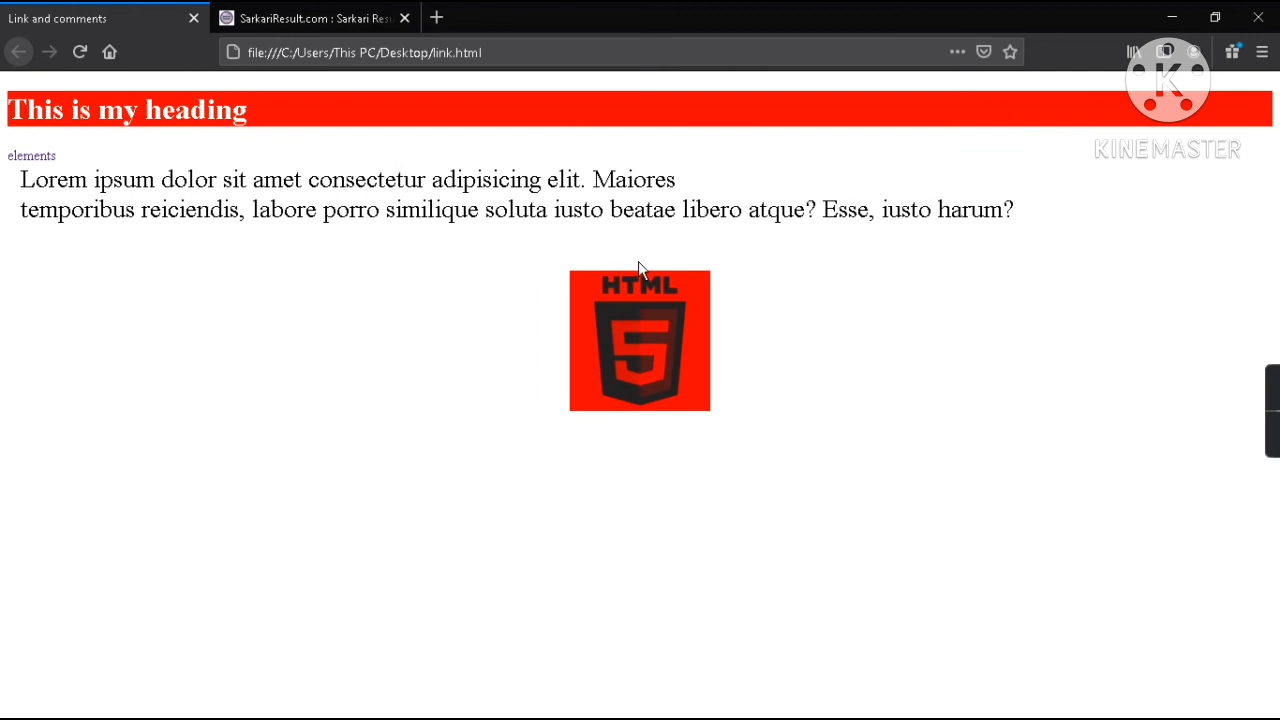 Link and comments
SarkariResult.com : Sarkari Res
file:///C:/Users/This PC/Desktop/link.html
K
KINEMASTER
This is my heading
elements
Lorem ipsum dolor sit amet consectetur adipisicing elit. Maiores
temporibus reiciendis, labore porro similique soluta iusto beatae libero atque? Esse, iusto harum?
HTML
5